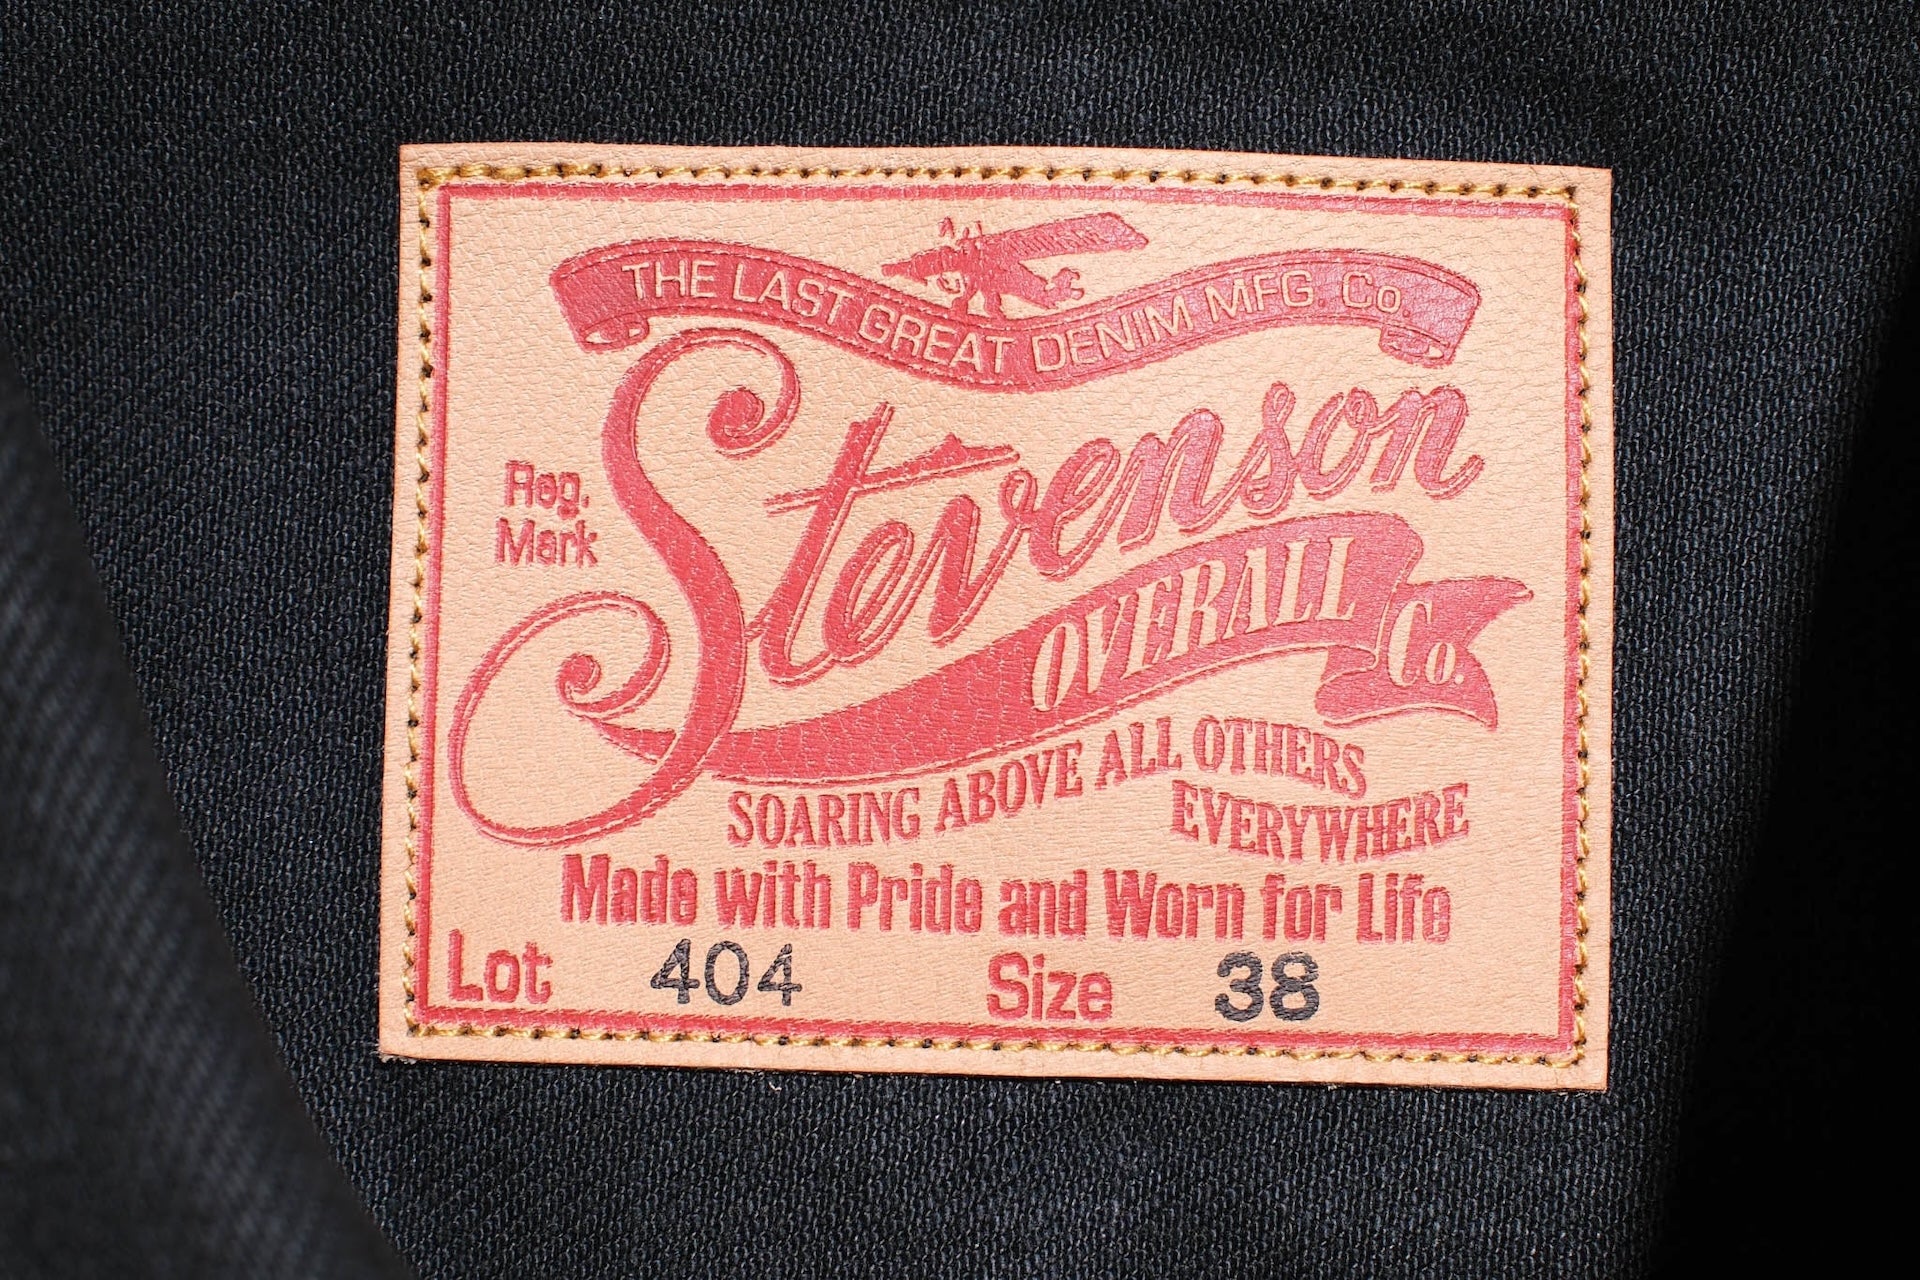 THE LAST GREAT DENIM MFG. Co.
Stevenson
Reg.
Mark
OVERALL Co.
SOARING ABOVE ALL OTHERS
EVERYWHERE
Made with Pride and Worn for Life
Lot 404 Size 38